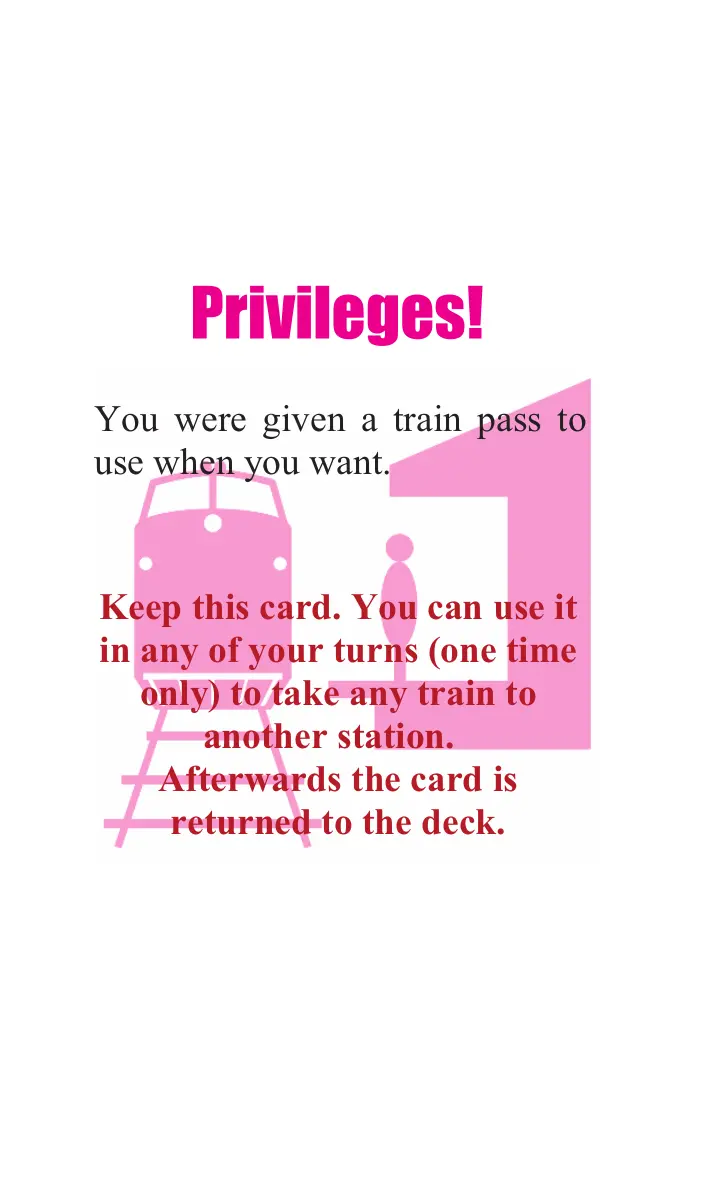 Privileges!
You were given a train pass to
use when you want.
Keep this card. You can use it
in any of your turns (one time
only) to take any train to
another station.
Afterwards the card is
returned to the deck.